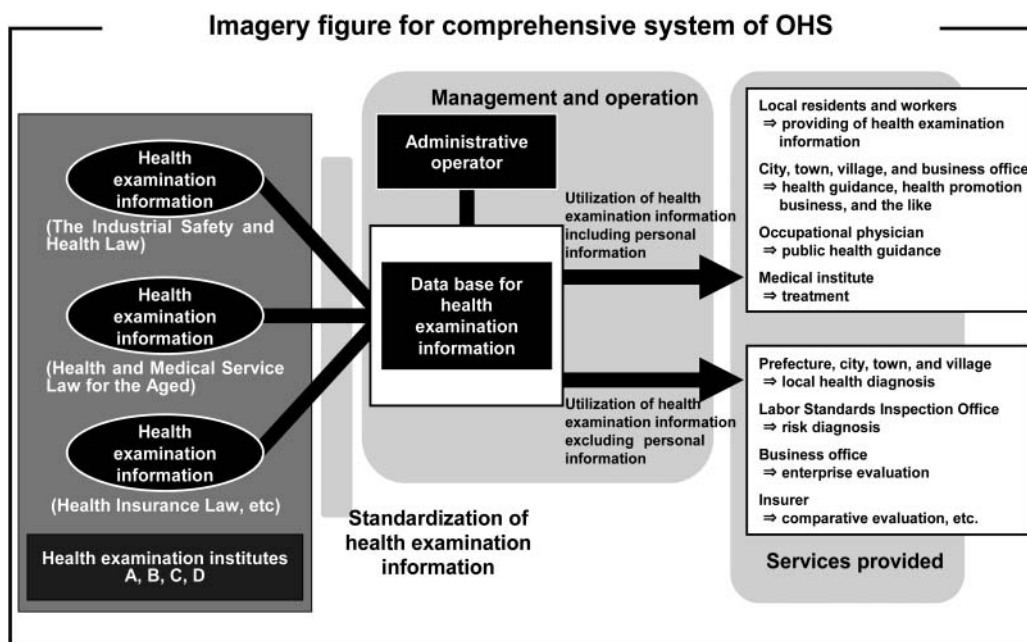 Imagery figure for comprehensive system of OHS
Health
examination
information
(The Industrial Safety and
Health Law)
Health
examination
information
(Health and Medical Service
Law for the Aged)
Health
examination
information
(Health Insurance Law, etc)
Health examination institutes
A, B, C, D
Standardization of
health examination
information
Management and operation
Administrative
operator
Data base for
health
examination
information
Utilization of health
examination information
including personal
information
Utilization of health
examination information
excluding personal
information
Local residents and workers
⇒ providing of health examination
information
City, town, village, and business office
⇒ health guidance, health promotion
business, and the like
Occupational physician
⇒ public health guidance
Medical institute
⇒ treatment
Prefecture, city, town, and village
⇒ local health diagnosis
Labor Standards Inspection Office
⇒ risk diagnosis
Business office
⇒ enterprise evaluation
Insurer
⇒ comparative evaluation, etc.
Services provided